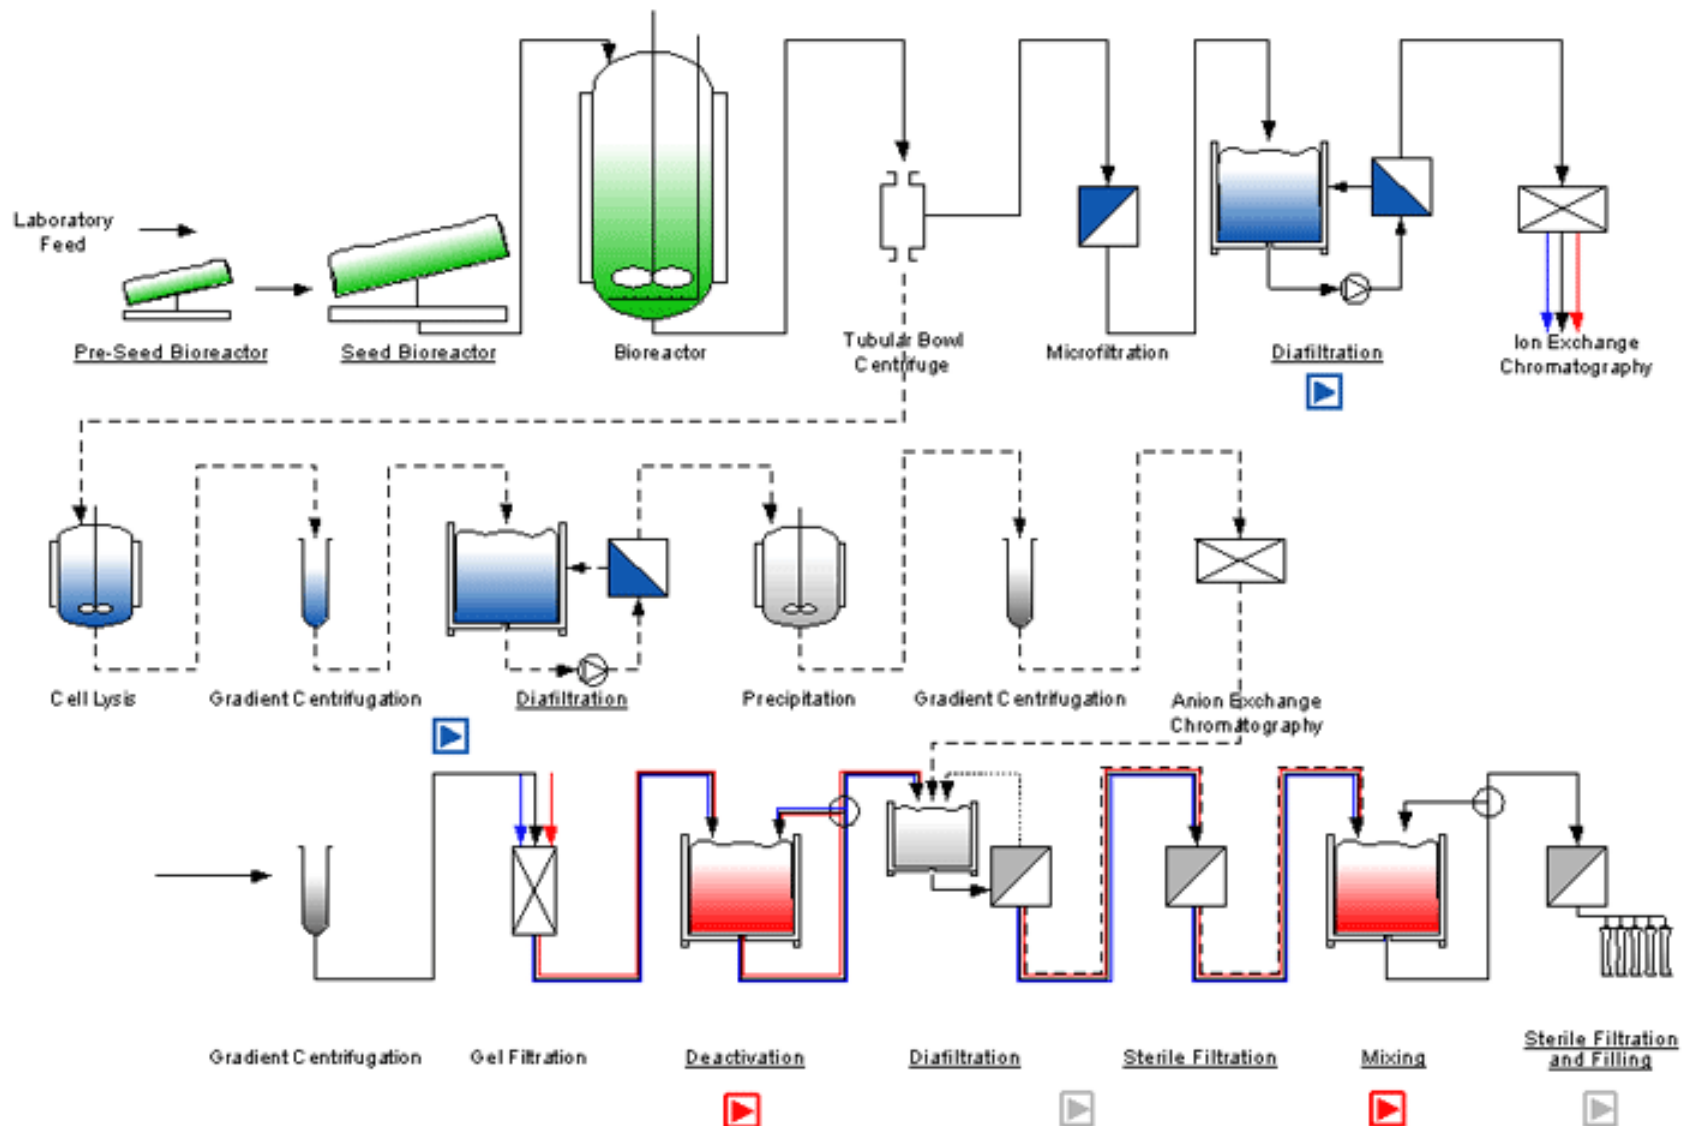 Laboratory
Feed
Pre-Seed Bioreactor
Seed Bioreactor
Bioreactor
Tubular Bowl
Centrifuge
Microfiltration
Diafiltration
Ion Exchange
Chromatography
Cell Lysis
Gradient Centrifugation
Diafiltration
Precipitation
Gradient Centrifugation
Anion Exchange
Chromatography
Gradient Centrifugation
Gel Filtration
Deactivation
Diafiltration
Sterile Filtration
Mixing
Sterile Filtration
and Filling